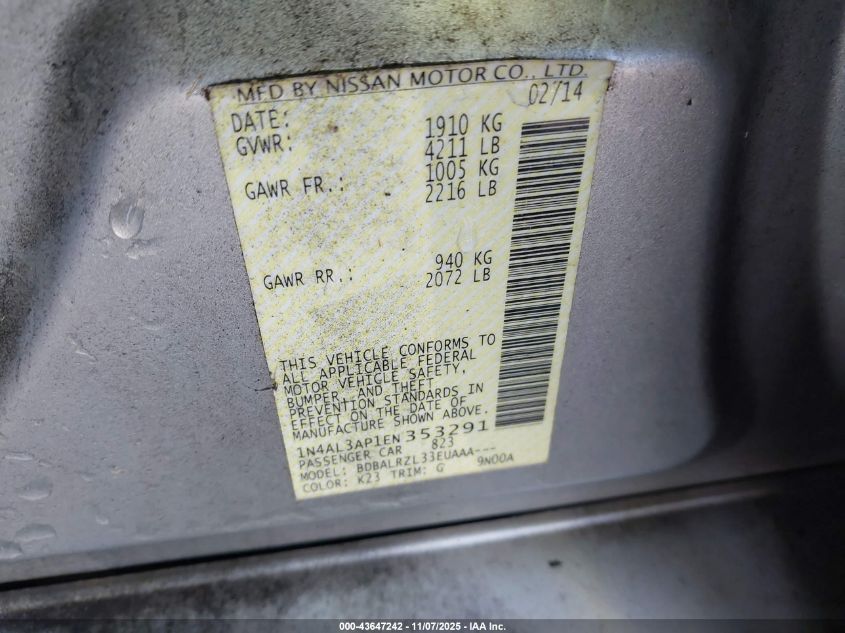 MFD BY NISSAN MOTOR CO., LTD.
DATE: 02/14
GVWR: 1910 KG
4211 LB
GAWR FR.: 1005 KG
2216 LB
GAWR RR.: 940 KG
2072 LB
THIS VEHICLE CONFORMS TO
ALL APPLICABLE FEDERAL
MOTOR VEHICLE SAFETY,
BUMPER, AND THEFT
PREVENTION STANDARDS IN
EFFECT ON THE DATE OF
MANUFACTURE SHOWN ABOVE.
1N4AL3AP1EN353291
PASSENGER CAR 823
MODEL: BDBALRZL33EUAAA---
COLOR: K23 TRIM: G 9N00A
000-43647242 - 11/07/2025 - IAA Inc.